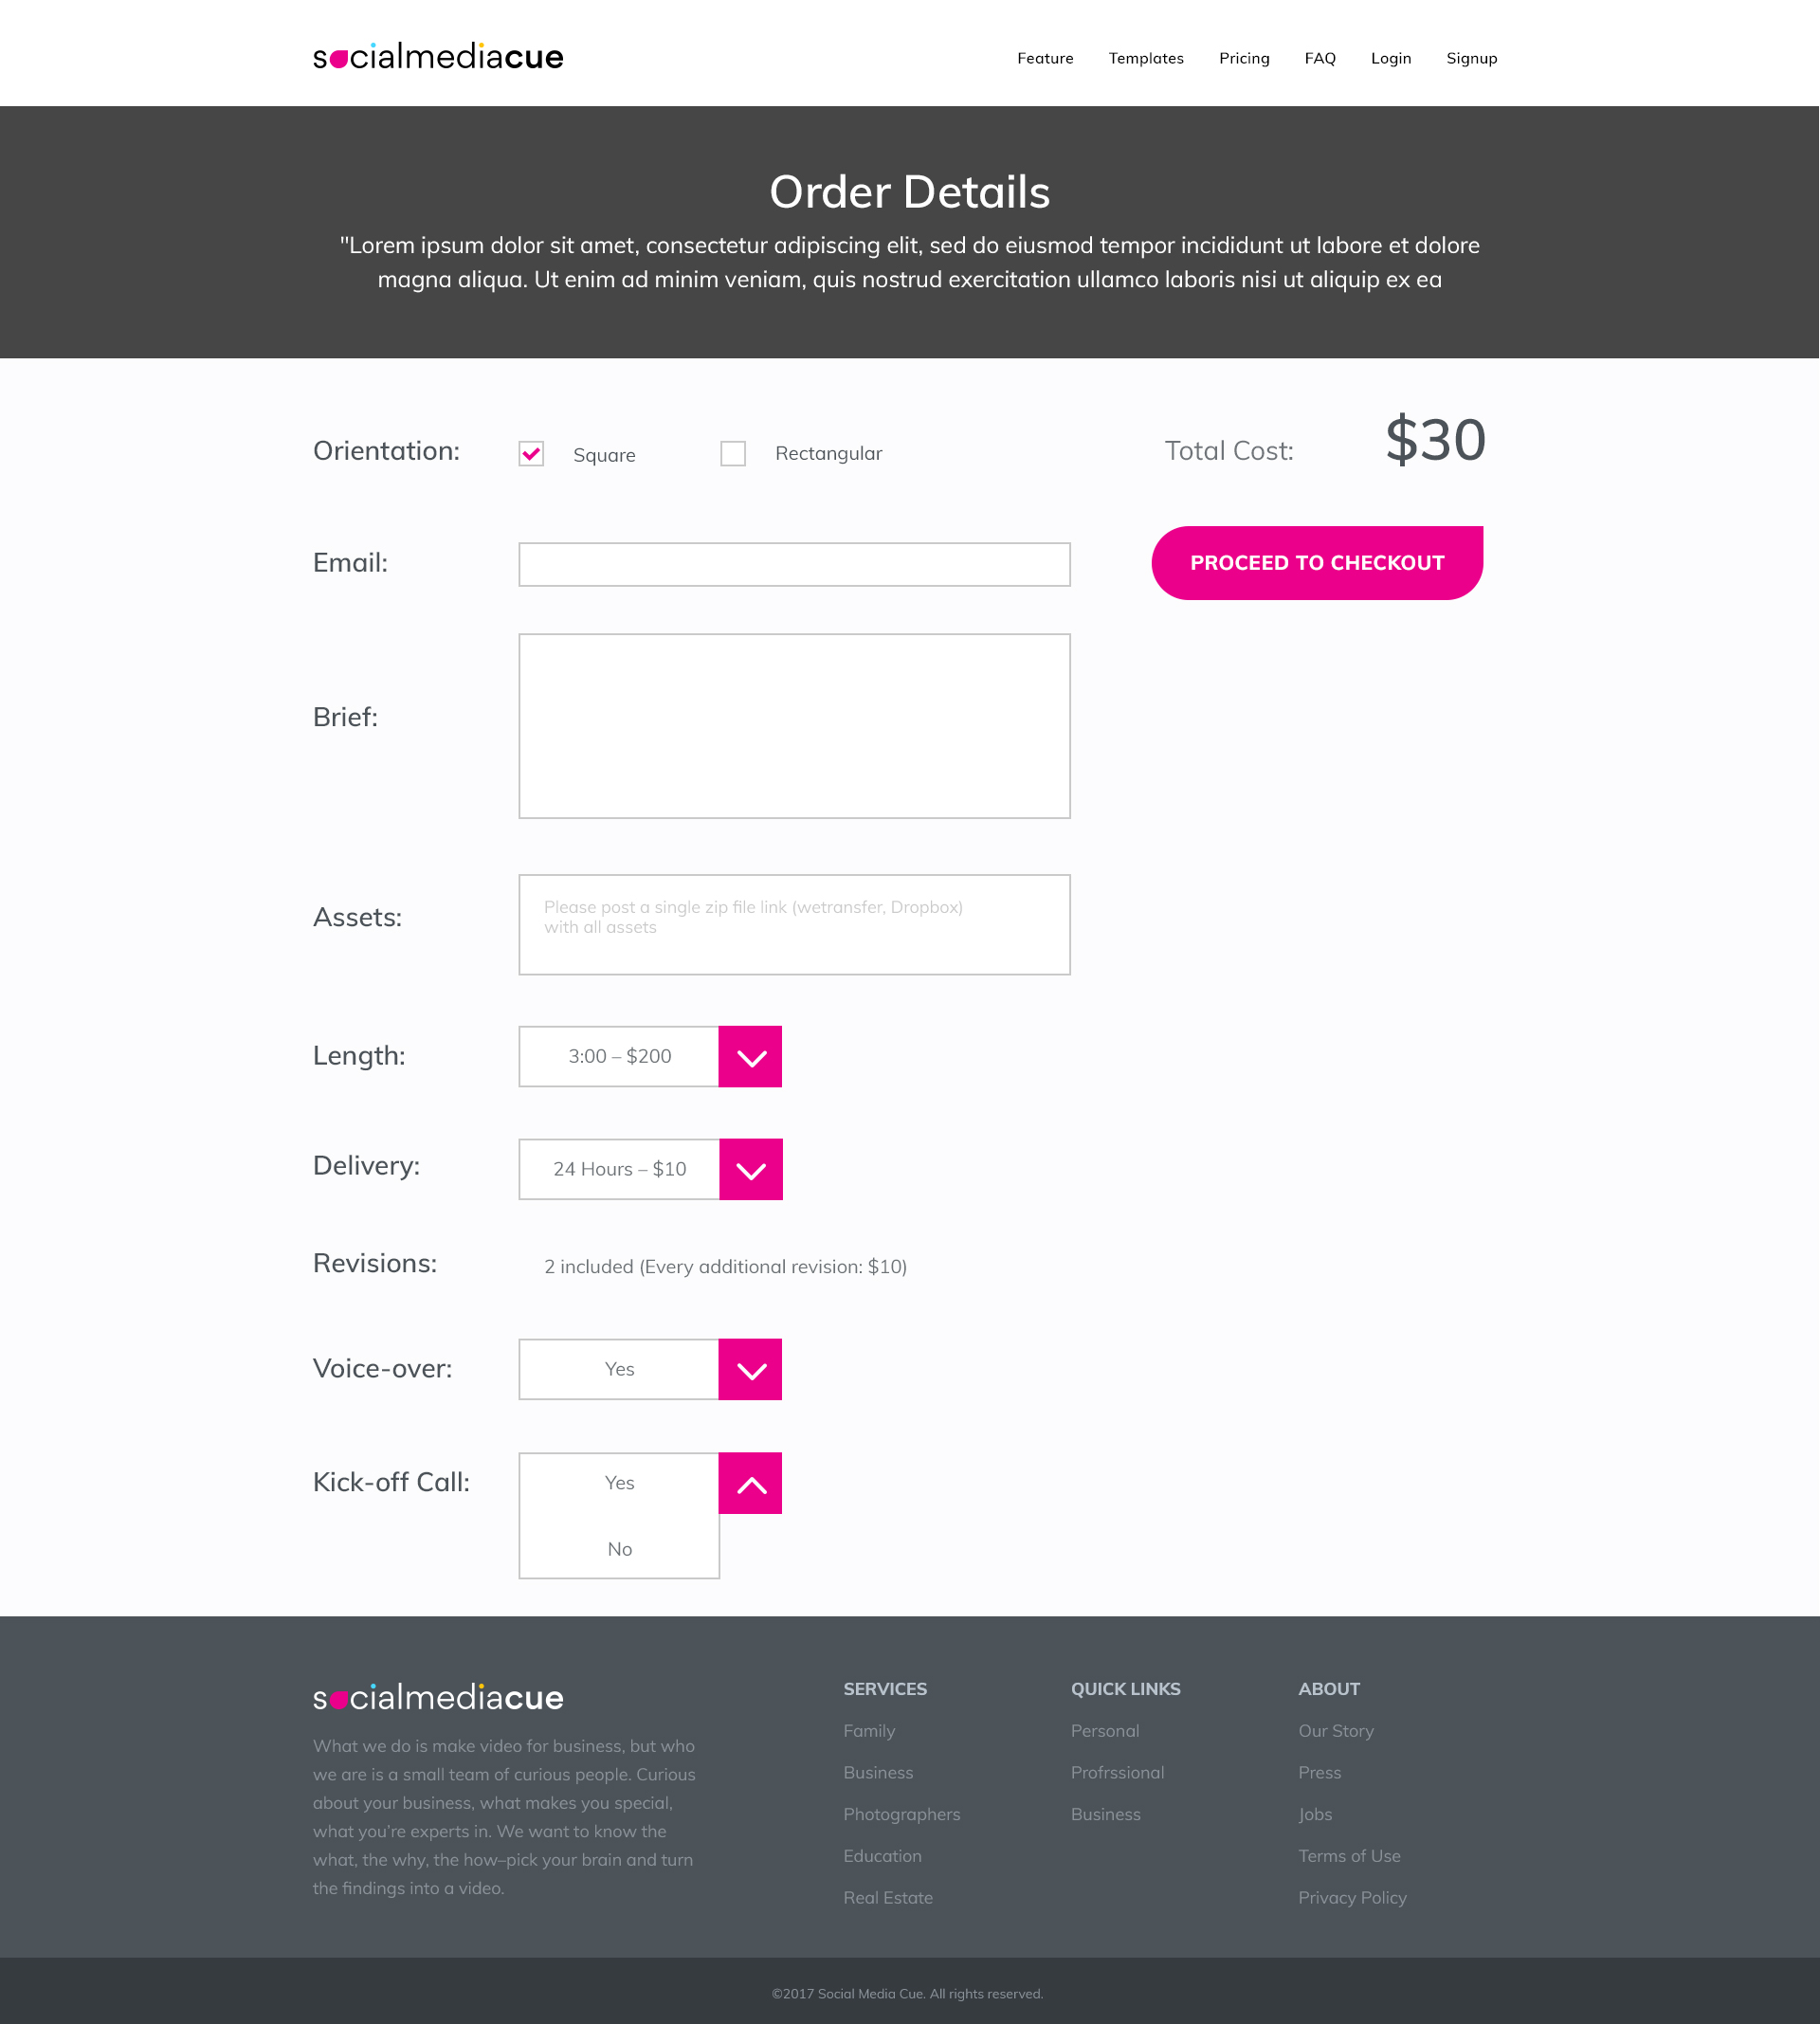 socialmediacue
Feature Templates Pricing FAQ Login Signup
Order Details
"Lorem ipsum dolor sit amet, consectetur adipiscing elit, sed do eiusmod tempor incididunt ut labore et dolore
magna aliqua. Ut enim ad minim veniam, quis nostrud exercitation ullamco laboris nisi ut aliquip ex ea
Orientation: Square Rectangular
Total Cost: $30
Email:
PROCEED TO CHECKOUT
Brief:
Assets:
Please post a single zip file link (wetransfer, Dropbox)
with all assets
Length: 3:00 – $200
Delivery: 24 Hours – $10
Revisions: 2 included (Every additional revision: $10)
Voice-over: Yes
Kick-off Call: Yes
No
socialmediacue
What we do is make video for business, but who
we are is a small team of curious people. Curious
about your business, what makes you special,
what you’re experts in. We want to know the
what, the why, the how–pick your brain and turn
the findings into a video.
SERVICES
Family
Business
Photographers
Education
Real Estate
QUICK LINKS
Personal
Profrssional
Business
ABOUT
Our Story
Press
Jobs
Terms of Use
Privacy Policy
©2017 Social Media Cue. All rights reserved.